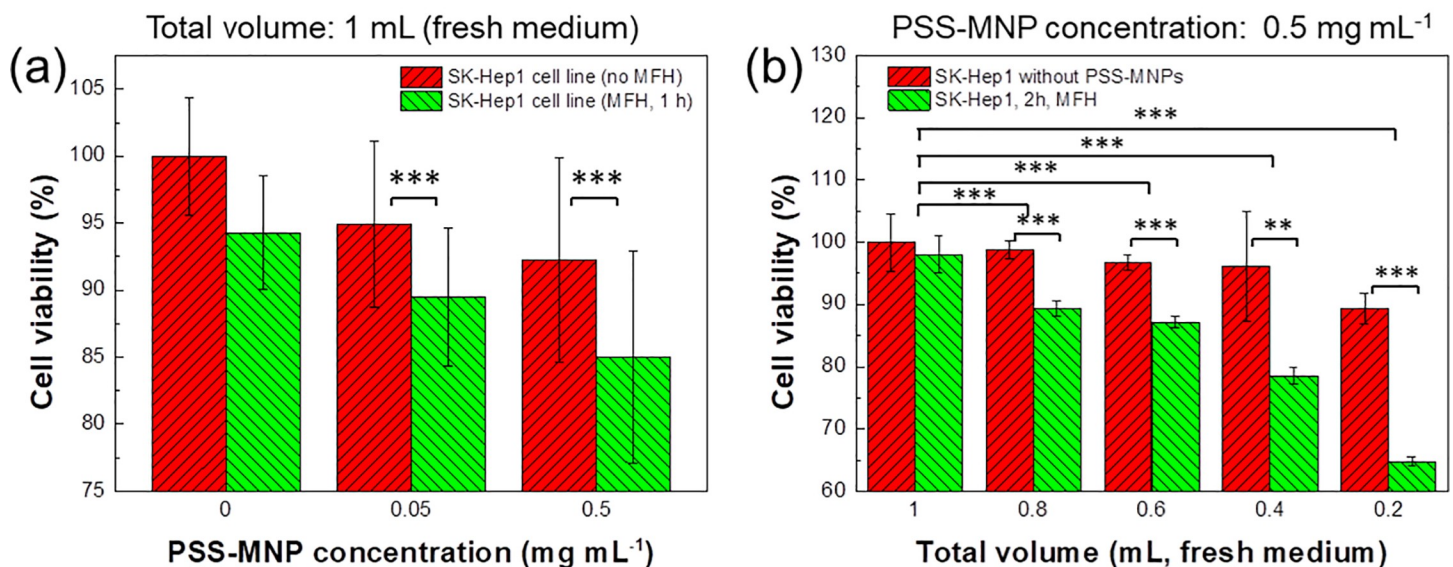 Total volume: 1 mL (fresh medium)
(a)
SK-Hep1 cell line (no MFH)
SK-Hep1 cell line (MFH, 1 h)
Cell viability (%)
105
100
95
90
85
80
75
***
***
0
0.05
0.5
PSS-MNP concentration (mg mL⁻¹)
PSS-MNP concentration: 0.5 mg mL⁻¹
(b)
SK-Hep1 without PSS-MNPs
SK-Hep1, 2h, MFH
Cell viability (%)
130
120
110
100
90
80
70
60
***
***
***
***
***
***
**
***
1
0.8
0.6
0.4
0.2
Total volume (mL, fresh medium)